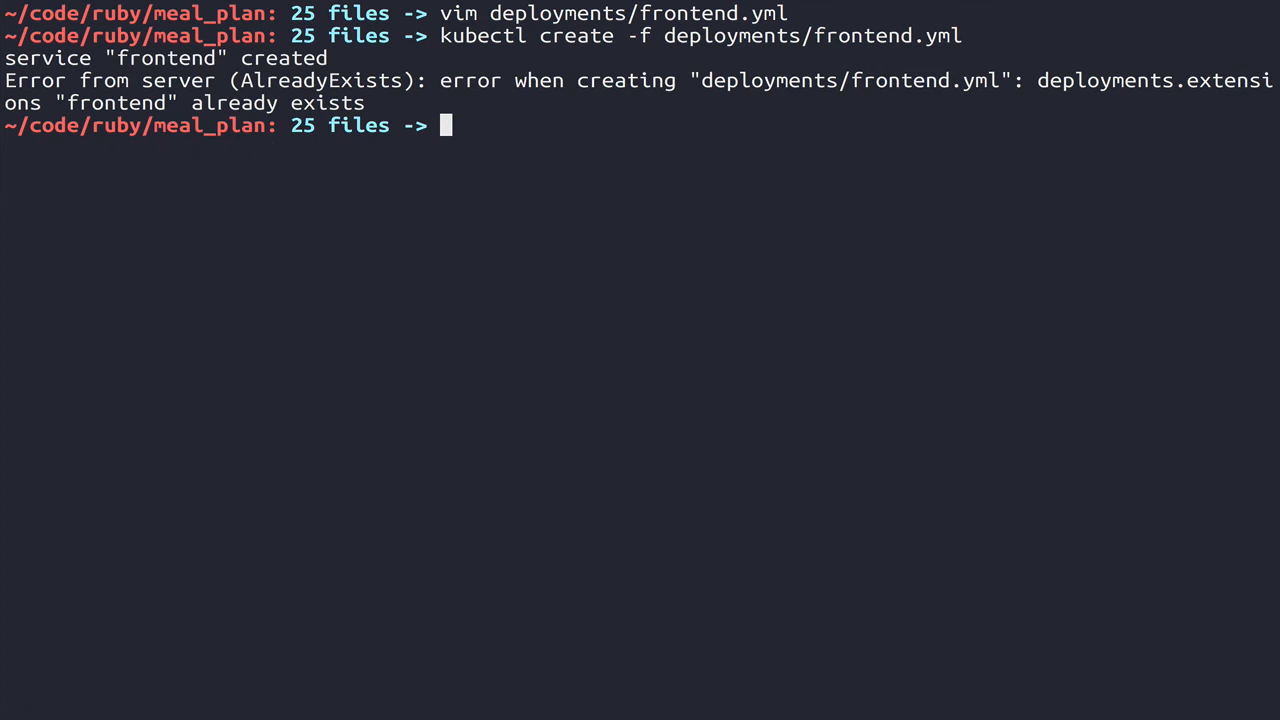 ~/code/ruby/meal_plan: 25 files -> vim deployments/frontend.yml
~/code/ruby/meal_plan: 25 files -> kubectl create -f deployments/frontend.yml
service "frontend" created
Error from server (AlreadyExists): error when creating "deployments/frontend.yml": deployments.extensi
ons "frontend" already exists
~/code/ruby/meal_plan: 25 files ->